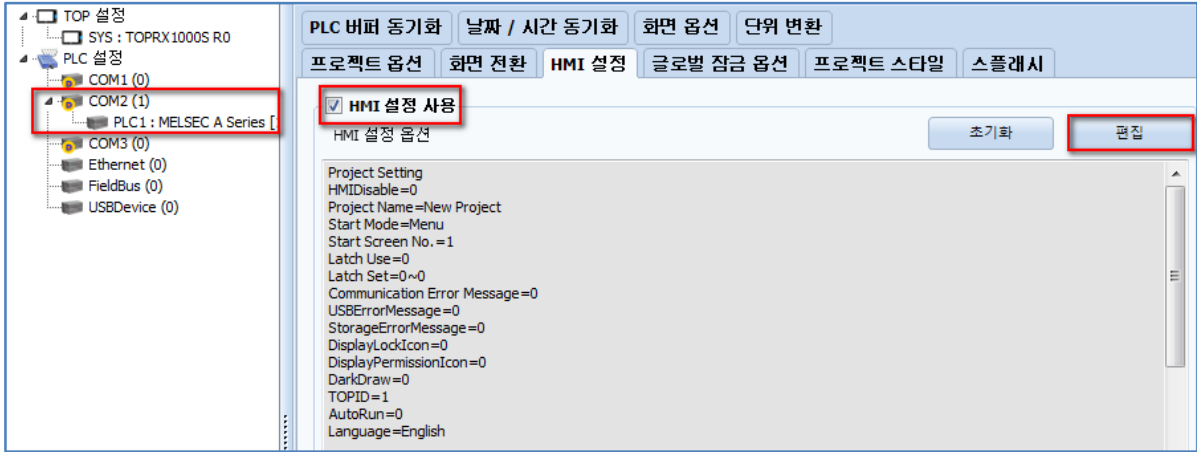 TOP 설정
SYS : TOPRX1000S R0
PLC 설정
COM1 (0)
COM2 (1)
PLC1 : MELSEC A Series [
COM3 (0)
Ethernet (0)
FieldBus (0)
USBDevice (0)
PLC 버퍼 동기화 날짜 / 시간 동기화 화면 옵션 단위 변환
프로젝트 옵션 화면 전환 HMI 설정 글로벌 잠금 옵션 프로젝트 스타일 스플래시
HMI 설정 사용
HMI 설정 옵션 초기화 편집
Project Setting
HMIDisable=0
Project Name=New Project
Start Mode=Menu
Start Screen No.=1
Latch Use=0
Latch Set=0~0
Communication Error Message=0
USBErrorMessage=0
StorageErrorMessage=0
DisplayLockIcon=0
DisplayPermissionIcon=0
DarkDraw=0
TOPID=1
AutoRun=0
Language=English